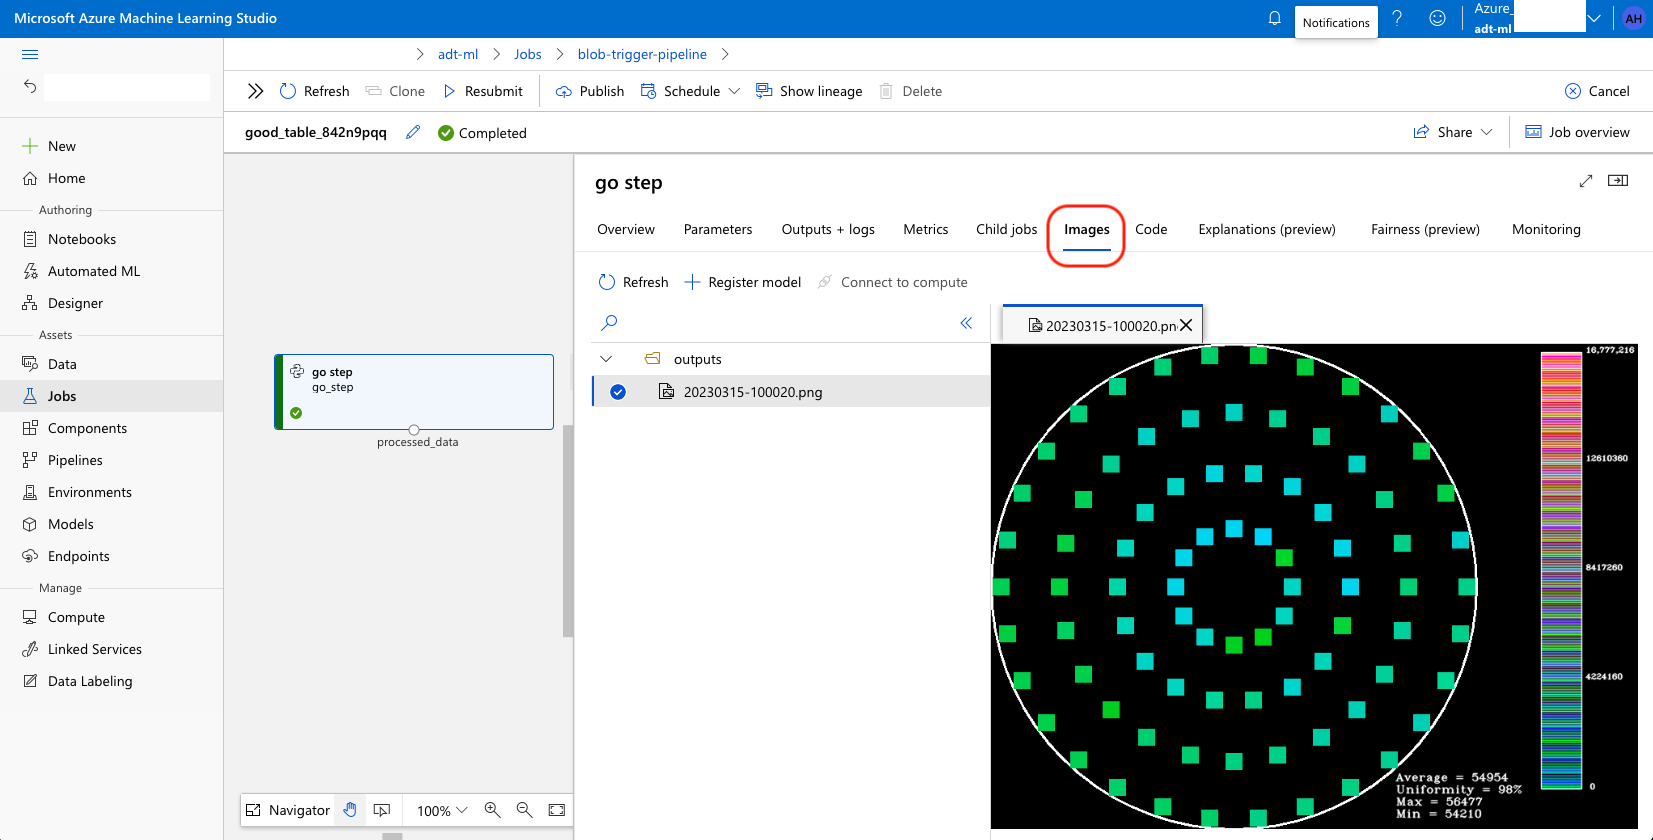 Microsoft Azure Machine Learning Studio
Notifications
?
Azure_
adt-ml
AH
adt-ml
Jobs
blob-trigger-pipeline
Refresh
Clone
Resubmit
Publish
Schedule
Show lineage
Delete
Cancel
good_table_842n9pqq
Completed
Share
Job overview
New
Home
Authoring
Notebooks
Automated ML
Designer
Assets
Data
Jobs
Components
Pipelines
Environments
Models
Endpoints
Manage
Compute
Linked Services
Data Labeling
go step
go_step
processed_data
Navigator
100%
go step
Overview
Parameters
Outputs + logs
Metrics
Child jobs
Images
Code
Explanations (preview)
Fairness (preview)
Monitoring
Refresh
Register model
Connect to compute
outputs
20230315-100020.png
20230315-100020.pn
16,777,216
12610360
8417260
4224160
0
Average = 54954
Uniformity = 98%
Max = 56477
Min = 54210